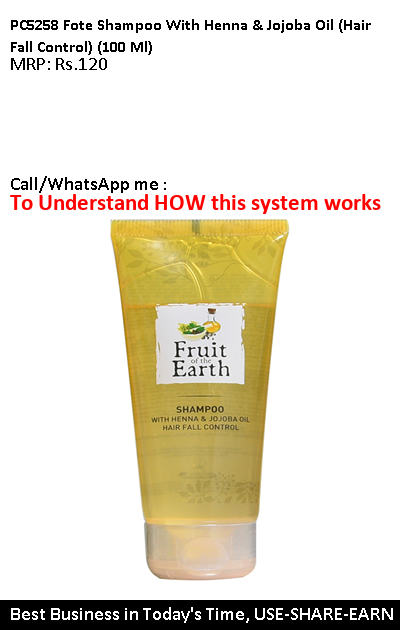 PC5258 Fote Shampoo With Henna & Jojoba Oil (Hair
Fall Control) (100 Ml)
MRP: Rs.120
Call/WhatsApp me :
To Understand HOW this system works
Fruit
of the
Earth
SHAMPOO
WITH HENNA & JOJOBA OIL
HAIR FALL CONTROL
Best Business in Today's Time, USE-SHARE-EARN